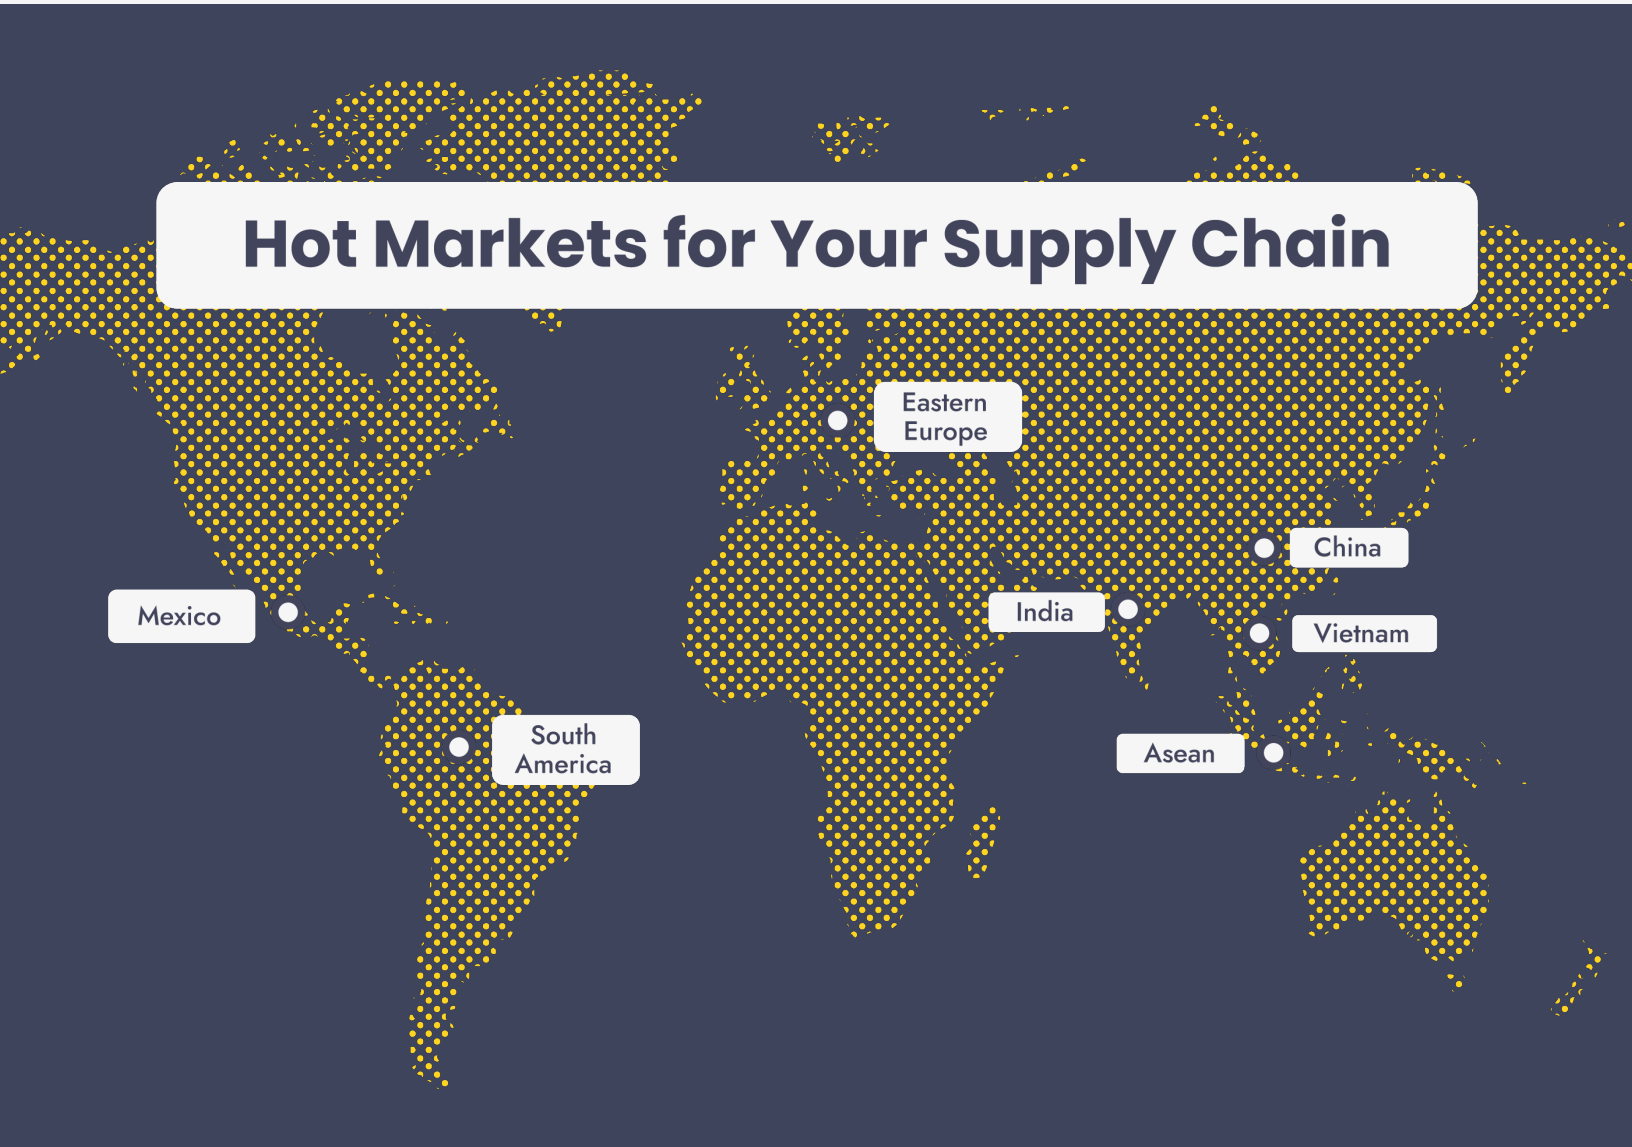 Hot Markets for Your Supply Chain
Eastern
Europe
China
Mexico
India
Vietnam
South
America
Asean